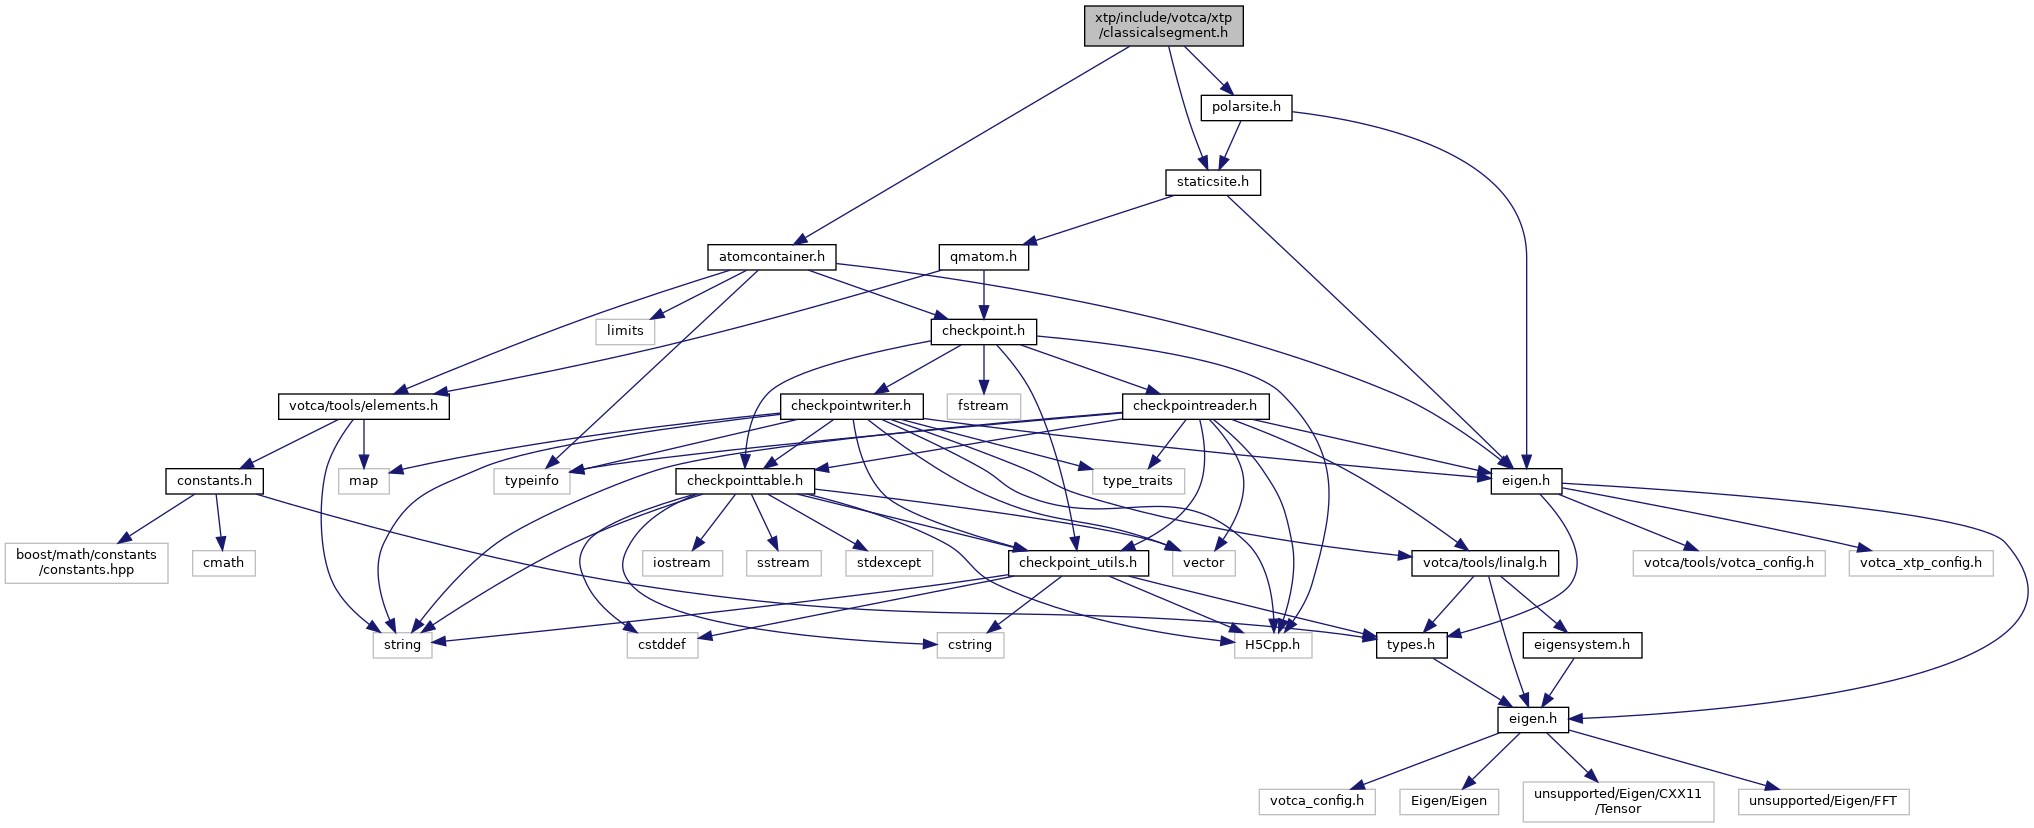 xtp/include/votca/xtp
/classicalsegment.h
polarsite.h
staticsite.h
atomcontainer.h
qmatom.h
limits
checkpoint.h
votca/tools/elements.h
checkpointwriter.h
fstream
checkpointreader.h
constants.h
map
typeinfo
checkpointtable.h
type_traits
eigen.h
boost/math/constants
/constants.hpp
cmath
iostream
sstream
stdexcept
checkpoint_utils.h
vector
votca/tools/linalg.h
votca/tools/votca_config.h
votca_xtp_config.h
string
cstddef
cstring
H5Cpp.h
types.h
eigensystem.h
eigen.h
votca_config.h
Eigen/Eigen
unsupported/Eigen/CXX11
/Tensor
unsupported/Eigen/FFT